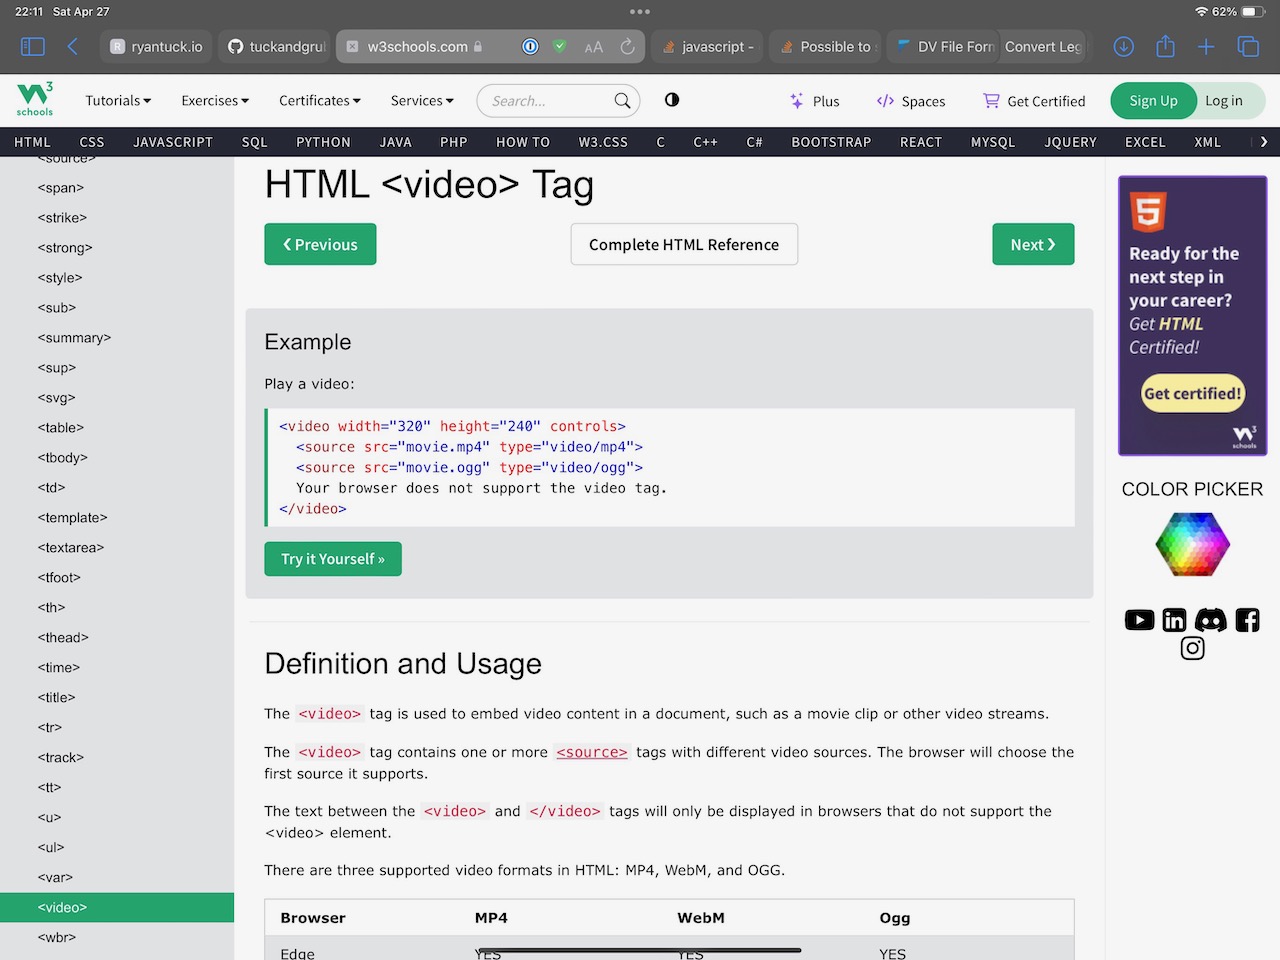 22:11 Sat Apr 27
62%
ryantuck.io
tuckandgru
w3schools.com
AA
javascript -
Possible to
DV File Form
Convert Leg
3
schools
Tutorials
Exercises
Certificates
Services
Search...
Plus
</> Spaces
Get Certified
Sign Up
Log in
HTML CSS JAVASCRIPT SQL PYTHON JAVA PHP HOW TO W3.CSS C C++ C# BOOTSTRAP REACT MYSQL JQUERY EXCEL XML
<source>
<span>
<strike>
<strong>
<style>
<sub>
<summary>
<sup>
<svg>
<table>
<tbody>
<td>
<template>
<textarea>
<tfoot>
<th>
<thead>
<time>
<title>
<tr>
<track>
<tt>
<u>
<ul>
<var>
<video>
<wbr>
HTML <video> Tag
❮ Previous
Complete HTML Reference
Next ❯
Example
Play a video:
<video width="320" height="240" controls>
<source src="movie.mp4" type="video/mp4">
<source src="movie.ogg" type="video/ogg">
Your browser does not support the video tag.
</video>
Try it Yourself »
Definition and Usage
The <video> tag is used to embed video content in a document, such as a movie clip or other video streams.
The <video> tag contains one or more <source> tags with different video sources. The browser will choose the
first source it supports.
The text between the <video> and </video> tags will only be displayed in browsers that do not support the
<video> element.
There are three supported video formats in HTML: MP4, WebM, and OGG.
Browser MP4 WebM Ogg
Edge YES YES YES
5
Ready for the
next step in
your career?
Get HTML
Certified!
Get certified!
3
schools
COLOR PICKER
in